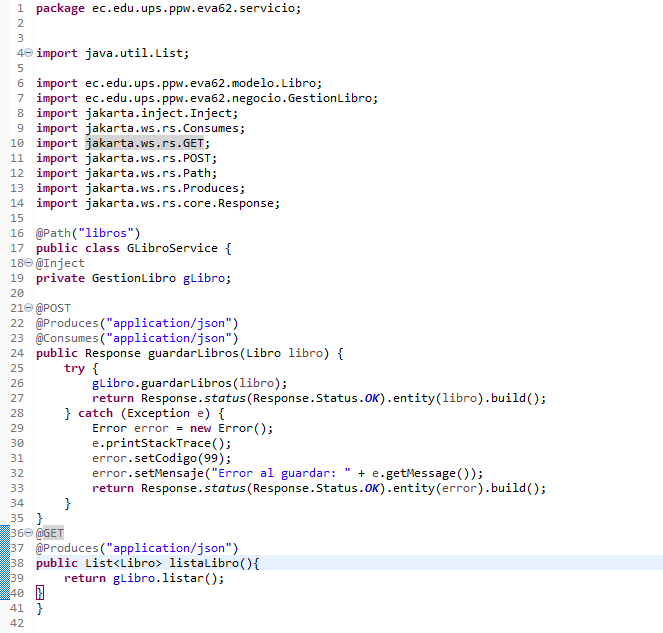 1 package ec.edu.ups.ppw.eva62.servicio;
2
3
4 import java.util.List;
5
6 import ec.edu.ups.ppw.eva62.modelo.Libro;
7 import ec.edu.ups.ppw.eva62.negocio.GestionLibro;
8 import jakarta.inject.Inject;
9 import jakarta.ws.rs.Consumes;
10 import jakarta.ws.rs.GET;
11 import jakarta.ws.rs.POST;
12 import jakarta.ws.rs.Path;
13 import jakarta.ws.rs.Produces;
14 import jakarta.ws.rs.core.Response;
15
16 @Path("libros")
17 public class GLibroService {
18 @Inject
19 private GestionLibro gLibro;
20
21 @POST
22 @Produces("application/json")
23 @Consumes("application/json")
24 public Response guardarLibros(Libro libro) {
25     try {
26         gLibro.guardarLibros(libro);
27         return Response.status(Response.Status.OK).entity(libro).build();
28     } catch (Exception e) {
29         Error error = new Error();
30         e.printStackTrace();
31         error.setCodigo(99);
32         error.setMensaje("Error al guardar: " + e.getMessage());
33         return Response.status(Response.Status.OK).entity(error).build();
34     }
35 }
36 @GET
37 @Produces("application/json")
38 public List<Libro> listaLibro(){
39     return gLibro.listar();
40 }
41 }
42